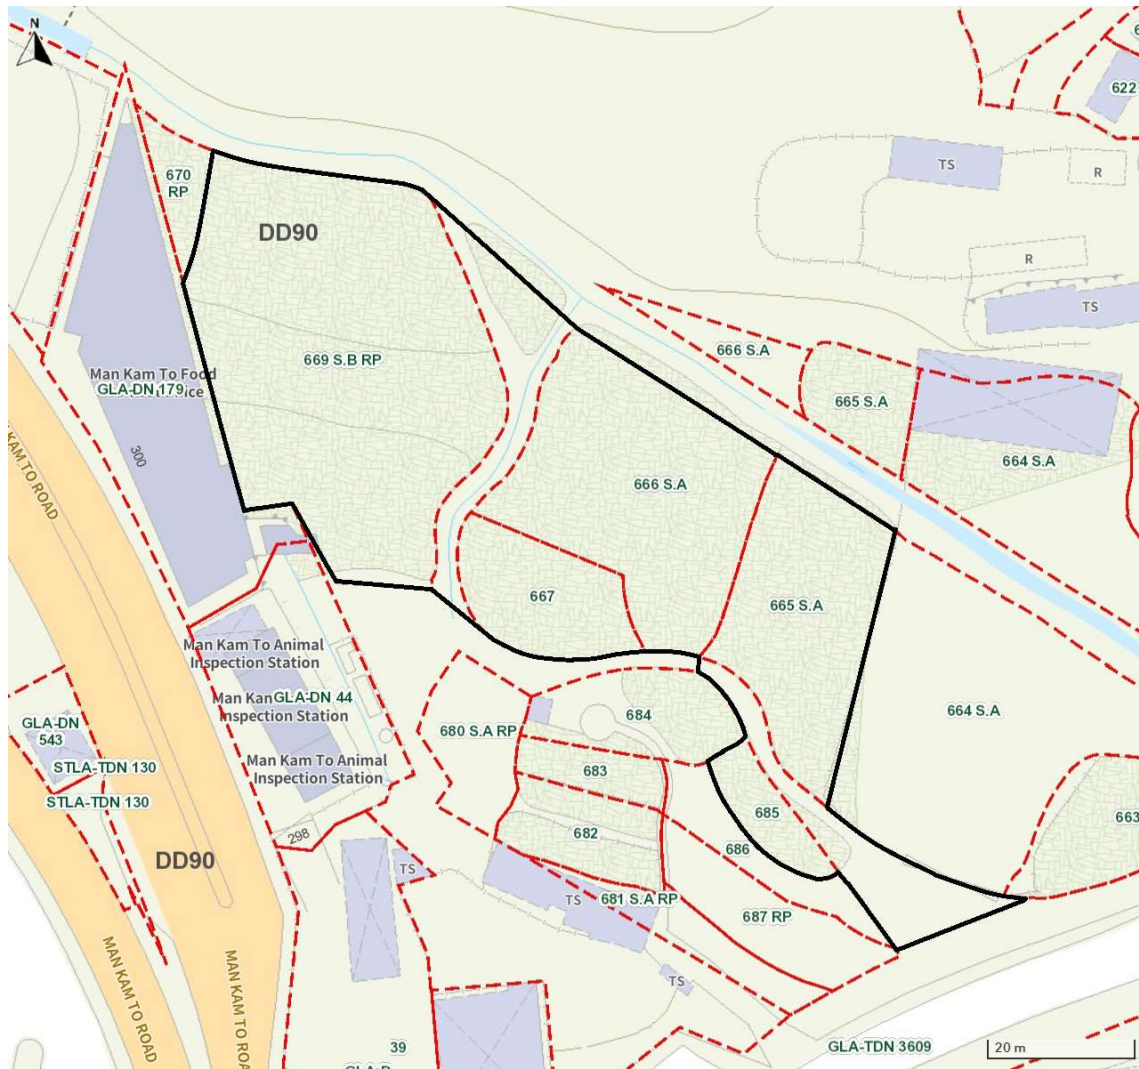 N
622
TS
R
670
RP
DD90
R
TS
666 S.A
669 S.B RP
Man Kam To Food
GLA-DN 179
665 S.A
300
664 S.A
666 S.A
KAM TO ROAD
667
665 S.A
Man Kam To Animal
Inspection Station
GLA-DN 44
Inspection Station
680 S.A RP
684
664 S.A
GLA-DN
543
Man Kam To Animal
Inspection Station
STLA-TDN 130
STLA-TDN 130
683
685
663
298
682
686
DD90
TS
TS
681 S.A RP
687 RP
MAN KAM TO ROAD
MAN KAM TO
TS
39
GLA-TDN 3609
20 m